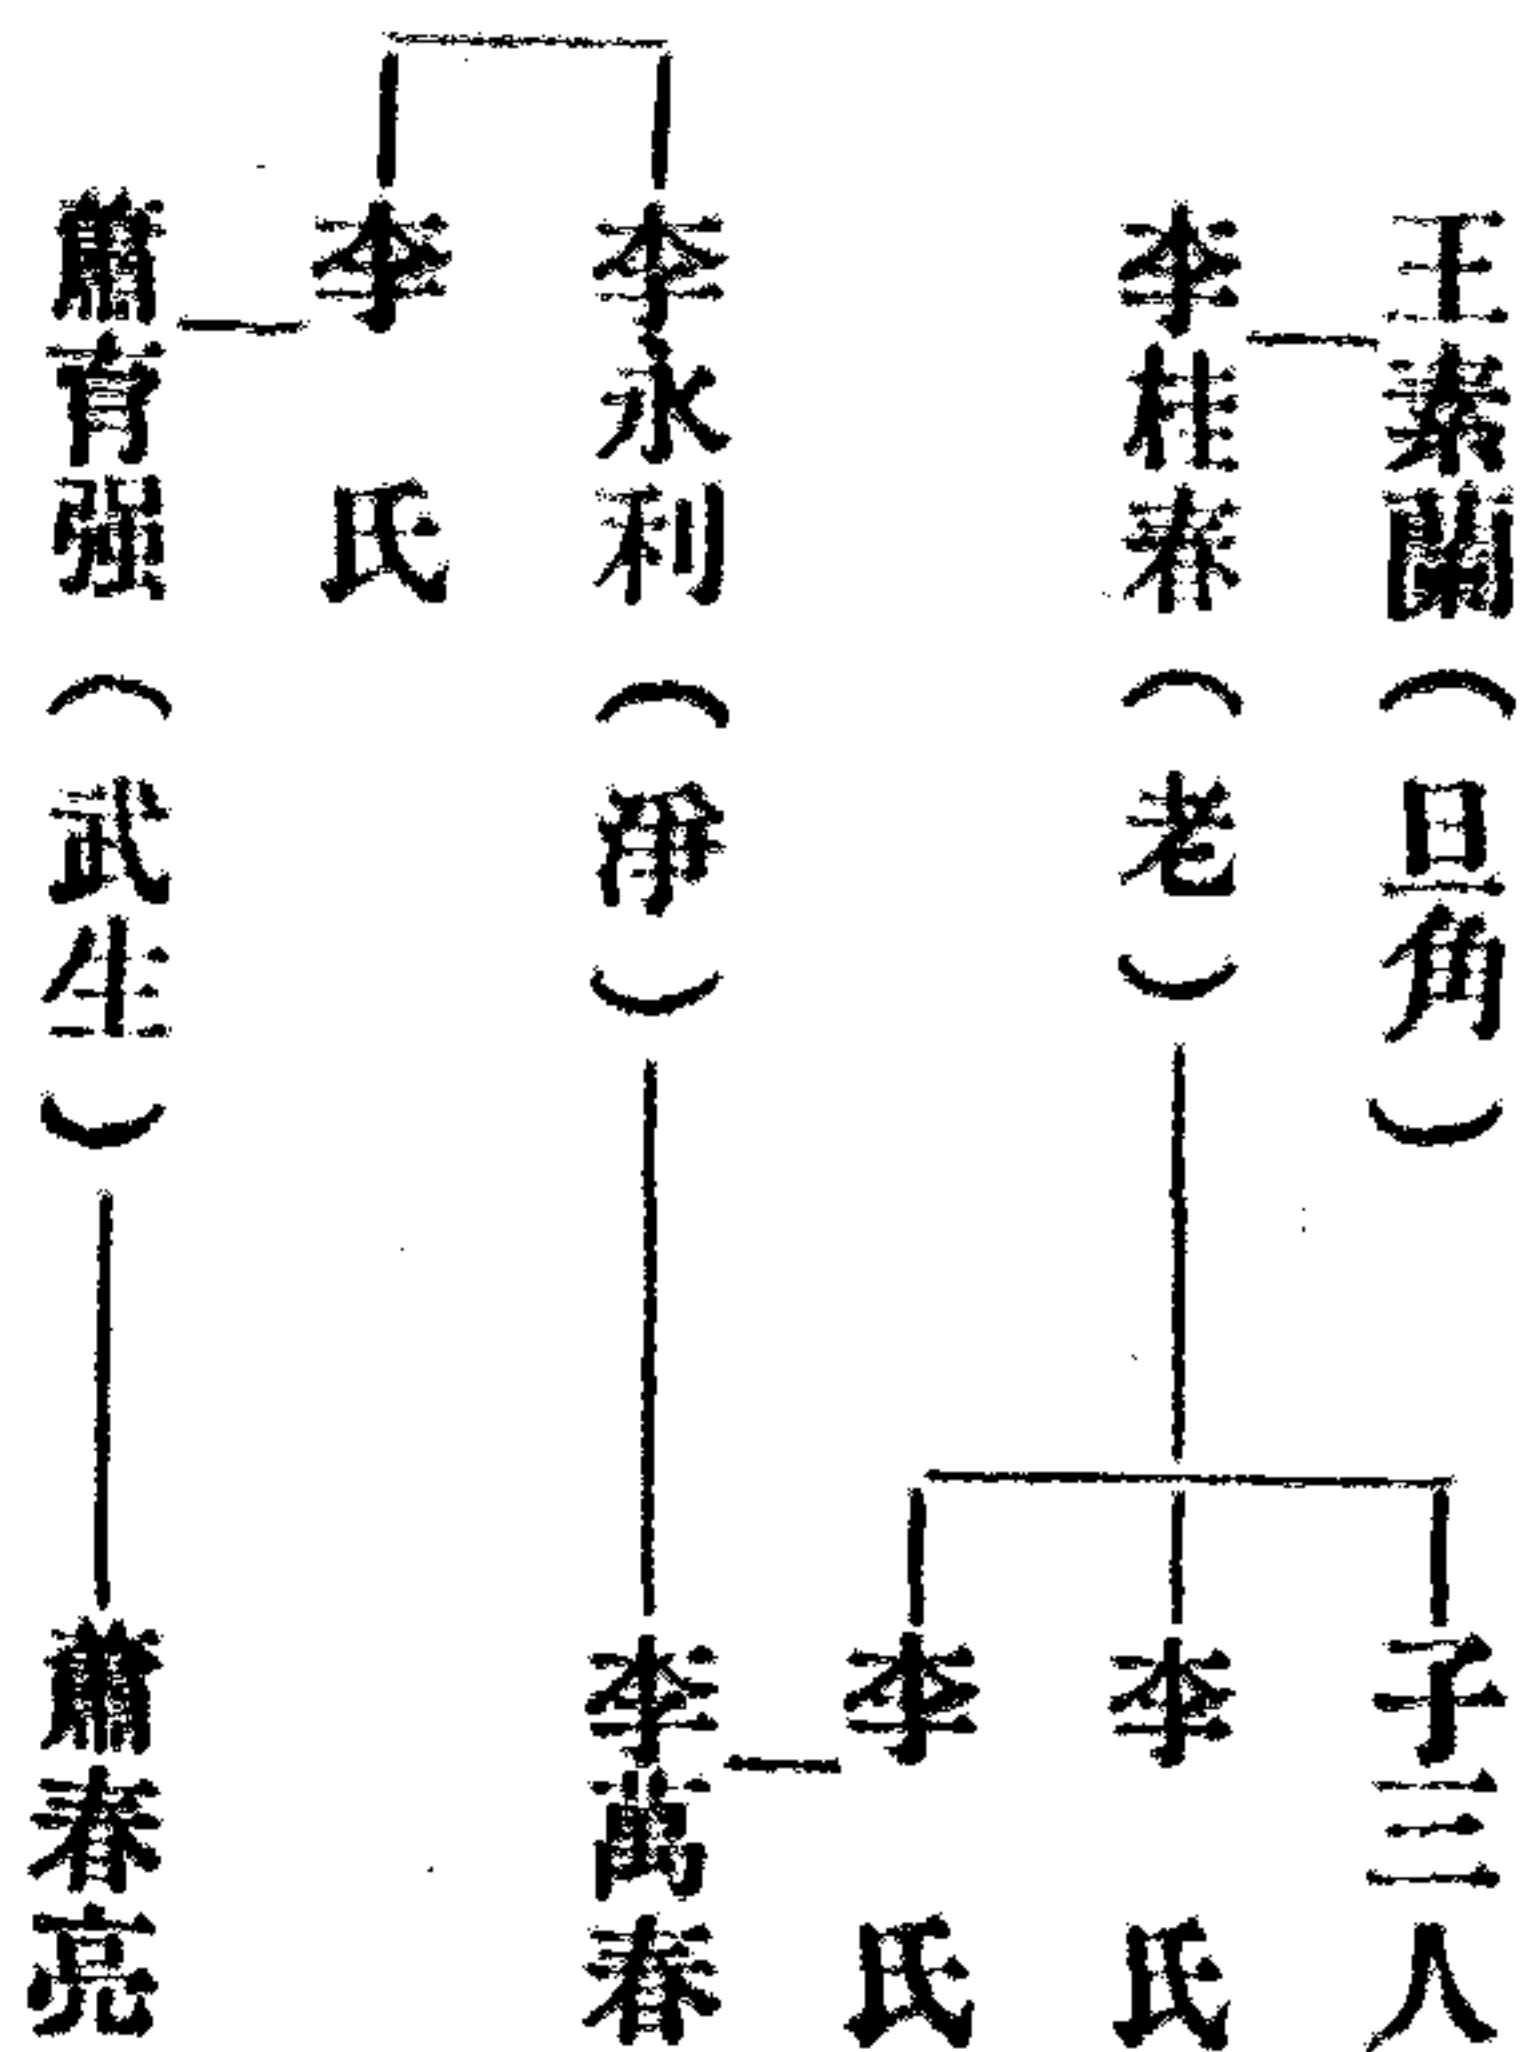 王素蘭（旦角）
李桂春（老）
李永利（淨）
李氏
蕭育强（武生）
子三人
李氏
李氏
李萬春
蕭春亮